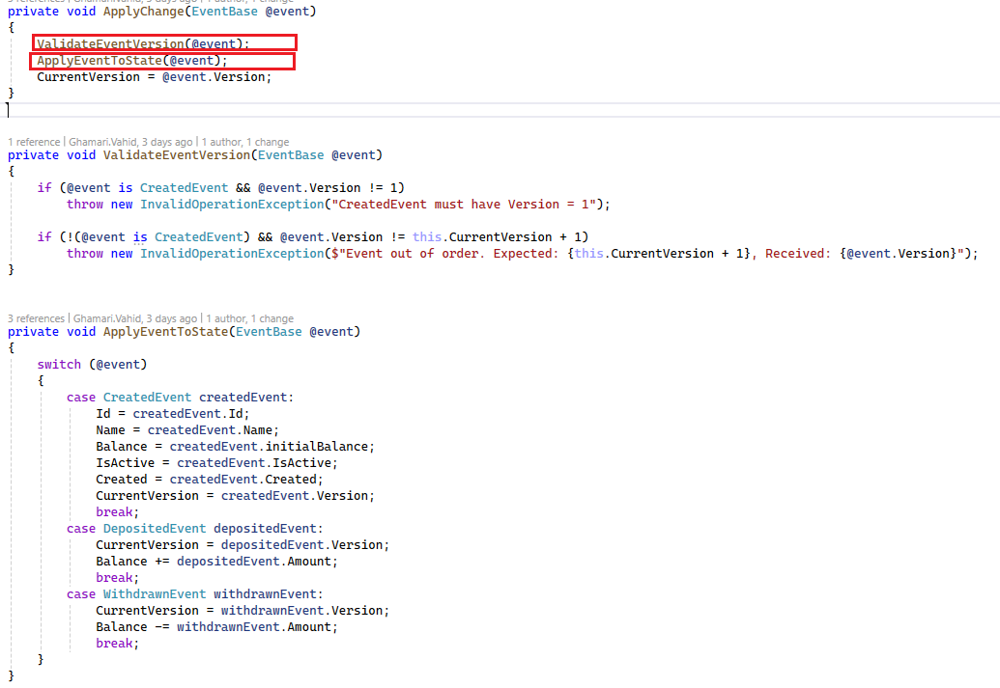 private void ApplyChange(EventBase @event)
{
ValidateEventVersion(@event);
ApplyEventToState(@event);
CurrentVersion = @event.Version;
}
1 reference | Ghamari.Vahid, 3 days ago | 1 author, 1 change
private void ValidateEventVersion(EventBase @event)
{
if (@event is CreatedEvent && @event.Version != 1)
throw new InvalidOperationException("CreatedEvent must have Version = 1");
if (!(@event is CreatedEvent) && @event.Version != this.CurrentVersion + 1)
throw new InvalidOperationException($"Event out of order. Expected: {this.CurrentVersion + 1}, Received: {@event.Version}");
}
3 references | Ghamari.Vahid, 3 days ago | 1 author, 1 change
private void ApplyEventToState(EventBase @event)
{
switch (@event)
{
case CreatedEvent createdEvent:
Id = createdEvent.Id;
Name = createdEvent.Name;
Balance = createdEvent.initialBalance;
IsActive = createdEvent.IsActive;
Created = createdEvent.Created;
CurrentVersion = createdEvent.Version;
break;
case DepositedEvent depositedEvent:
CurrentVersion = depositedEvent.Version;
Balance += depositedEvent.Amount;
break;
case WithdrawnEvent withdrawnEvent:
CurrentVersion = withdrawnEvent.Version;
Balance -= withdrawnEvent.Amount;
break;
}
}